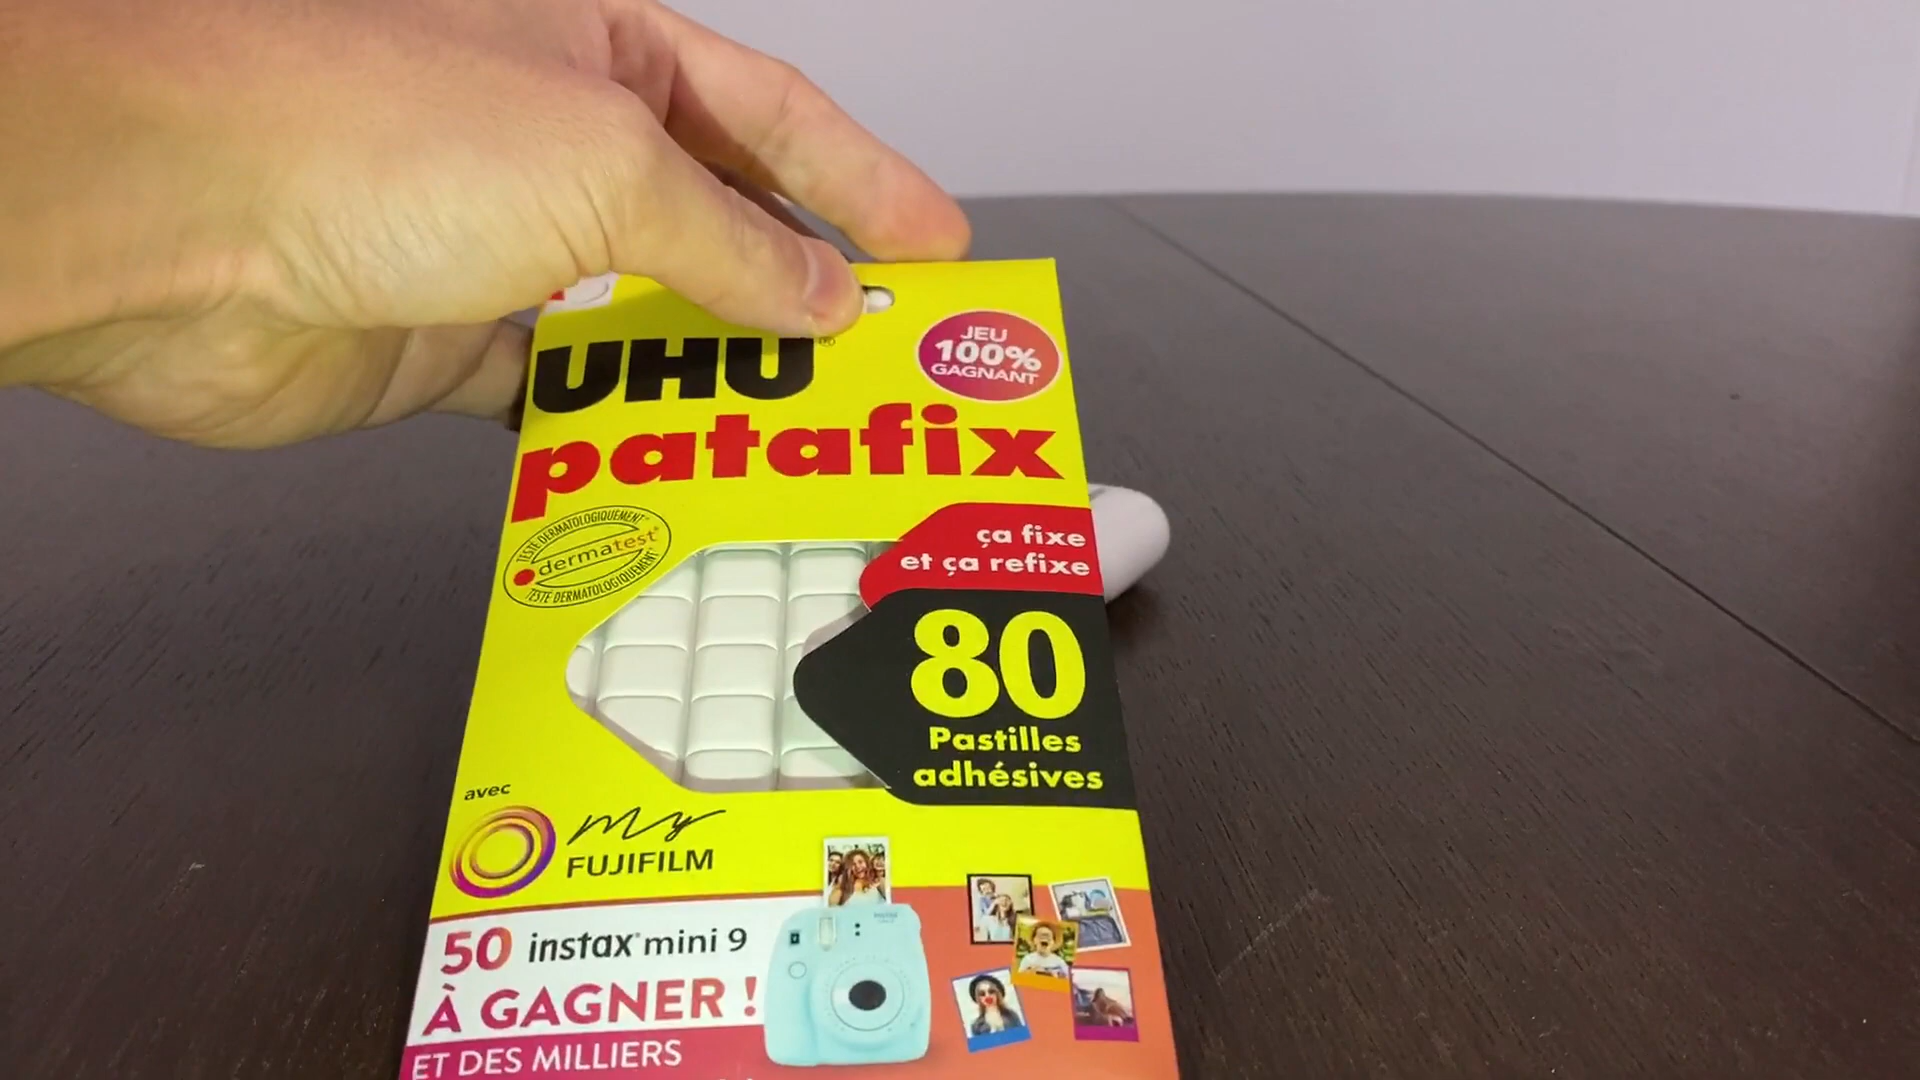 UHU®
patafix
JEU
100%
GAGNANT
TESTÉ DERMATOLOGIQUEMENT
dermatest®
TESTÉ DERMATOLOGIQUEMENT
ça fixe
et ça refixe
80
Pastilles
adhésives
avec
my
FUJIFILM
50 instax® mini 9
À GAGNER !
ET DES MILLIERS